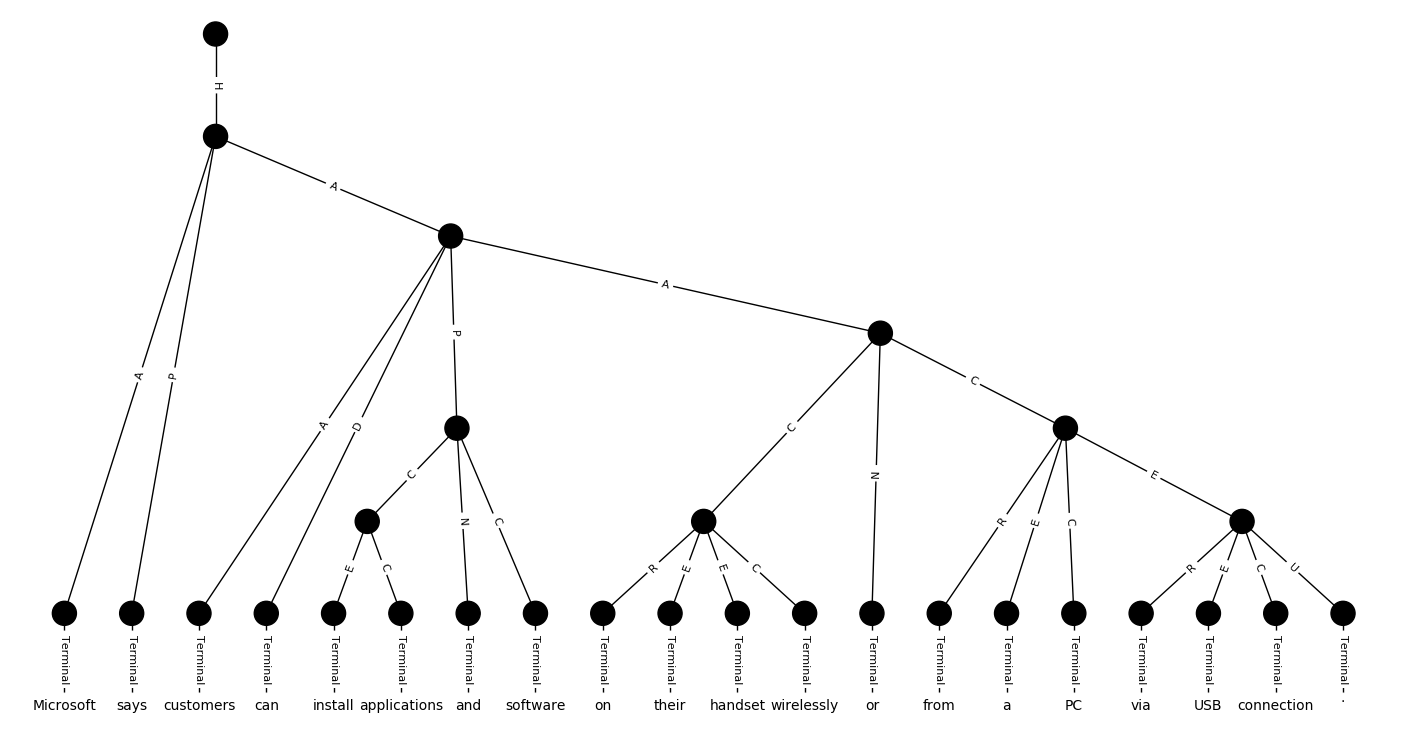 H
A
A
P
A
P
A
D
C
N
C
E
C
C
N
C
R
E
E
C
R
E
C
E
R
E
C
U
Terminal Terminal Terminal Terminal Terminal Terminal Terminal Terminal Terminal Terminal Terminal Terminal Terminal Terminal Terminal Terminal Terminal Terminal Terminal Terminal
Microsoft says customers can install applications and software on their handset wirelessly or from a PC via USB connection .